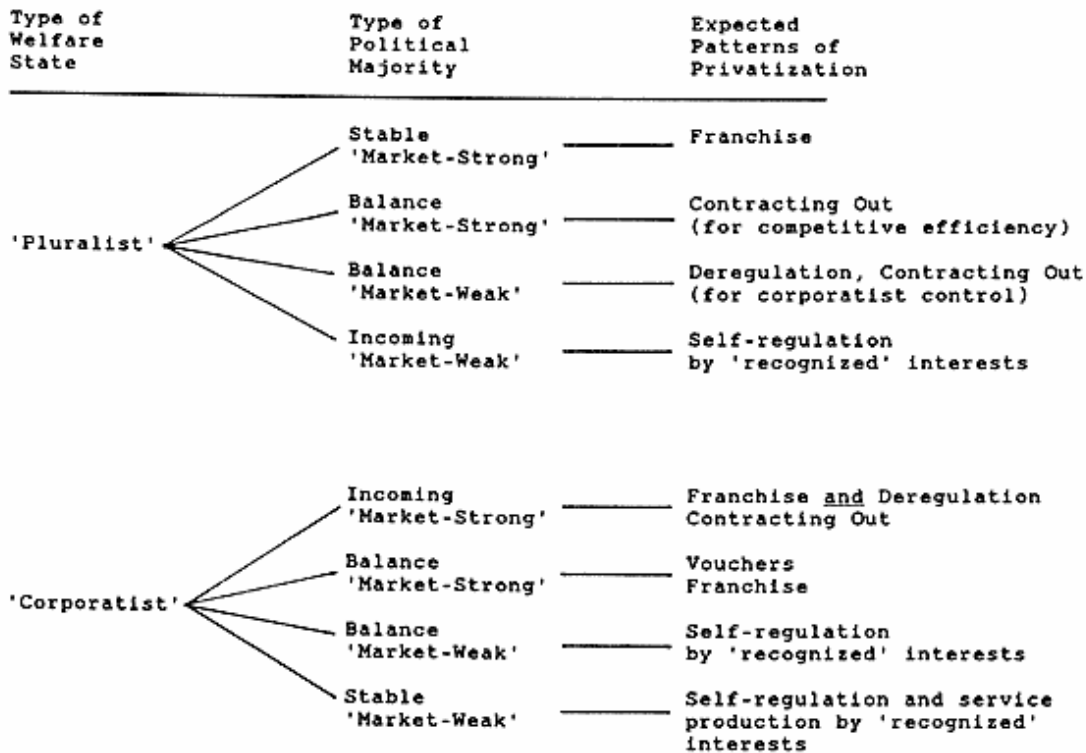 Type of Welfare State
Type of Political Majority
Expected Patterns of Privatization
'Pluralist'
Stable
'Market-Strong'
Franchise
Balance
'Market-Strong'
Contracting Out
(for competitive efficiency)
Balance
'Market-Weak'
Deregulation, Contracting Out
(for corporatist control)
Incoming
'Market-Weak'
Self-regulation
by 'recognized' interests
'Corporatist'
Incoming
'Market-Strong'
Franchise and Deregulation
Contracting Out
Balance
'Market-Strong'
Vouchers
Franchise
Balance
'Market-Weak'
Self-regulation
by 'recognized' interests
Stable
'Market-Weak'
Self-regulation and service
production by 'recognized'
interests